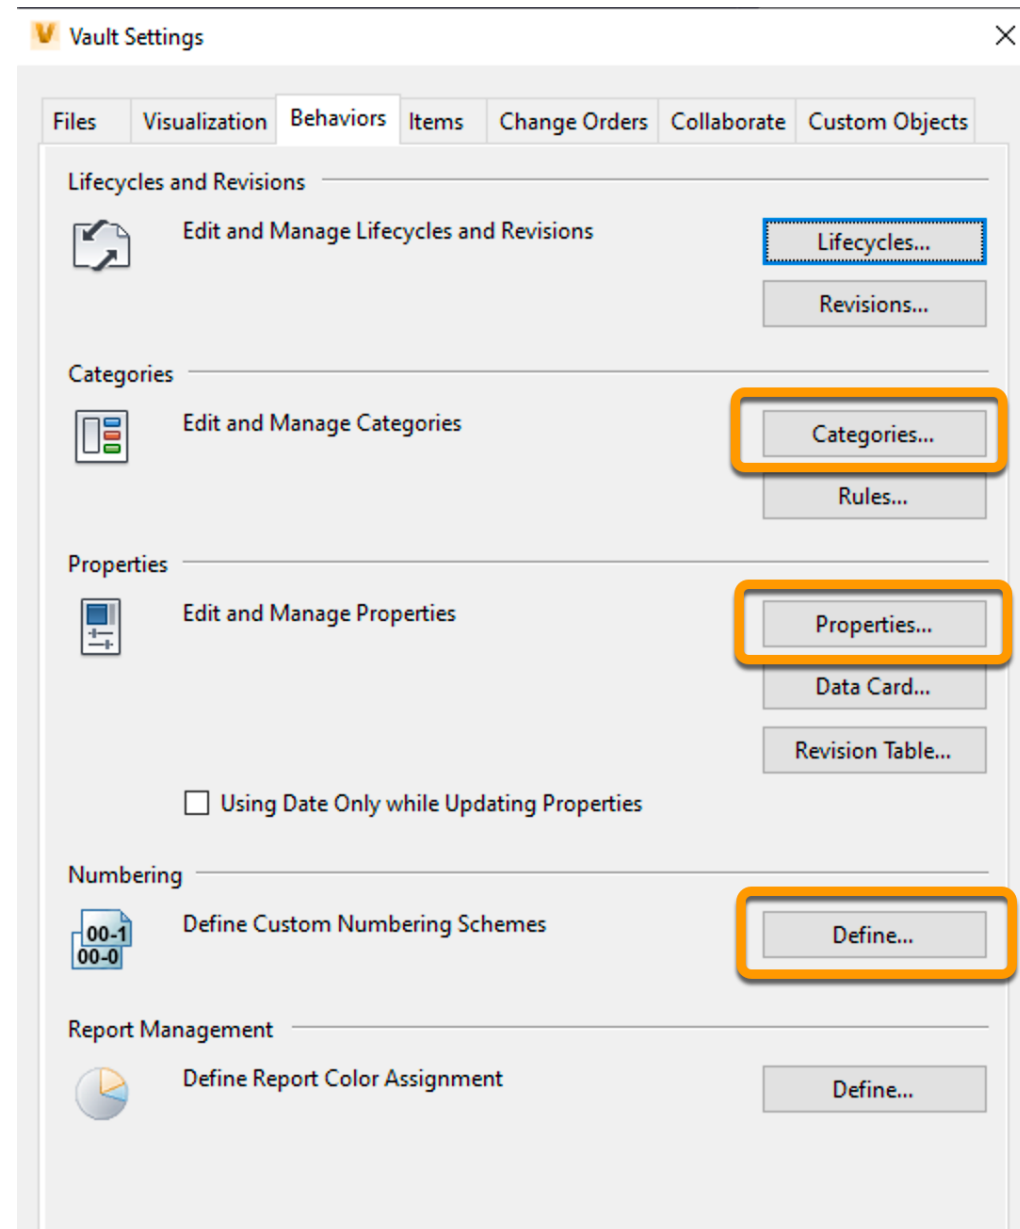 Vault Settings
Files Visualization Behaviors Items Change Orders Collaborate Custom Objects
Lifecycles and Revisions
Edit and Manage Lifecycles and Revisions
Lifecycles...
Revisions...
Categories
Edit and Manage Categories
Categories...
Rules...
Properties
Edit and Manage Properties
Properties...
Data Card...
Revision Table...
Using Date Only while Updating Properties
Numbering
00-1
00-0
Define Custom Numbering Schemes
Define...
Report Management
Define Report Color Assignment
Define...